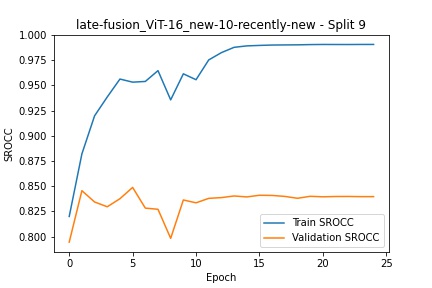 late-fusion_ViT-16_new-10-recently-new - Split 9
1.000
0.975
0.950
0.925
0.900
0.875
0.850
0.825
0.800
SROCC
Train SROCC
Validation SROCC
0 5 10 15 20 25
Epoch